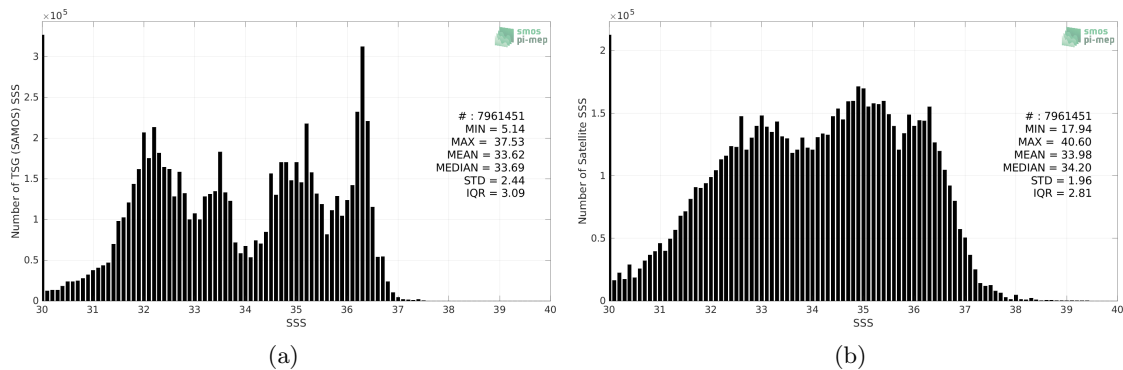 ×10⁵
3
2.5
2
1.5
1
0.5
0
30 31 32 33 34 35 36 37 38 39 40
SSS
Number of TSG (SAMOS) SSS
smos
pi-mep
# : 7961451
MIN = 5.14
MAX = 37.53
MEAN = 33.62
MEDIAN = 33.69
STD = 2.44
IQR = 3.09
(a)
×10⁵
2
1.5
1
0.5
0
30 31 32 33 34 35 36 37 38 39 40
SSS
Number of Satellite SSS
smos
pi-mep
# : 7961451
MIN = 17.94
MAX = 40.60
MEAN = 33.98
MEDIAN = 34.20
STD = 1.96
IQR = 2.81
(b)